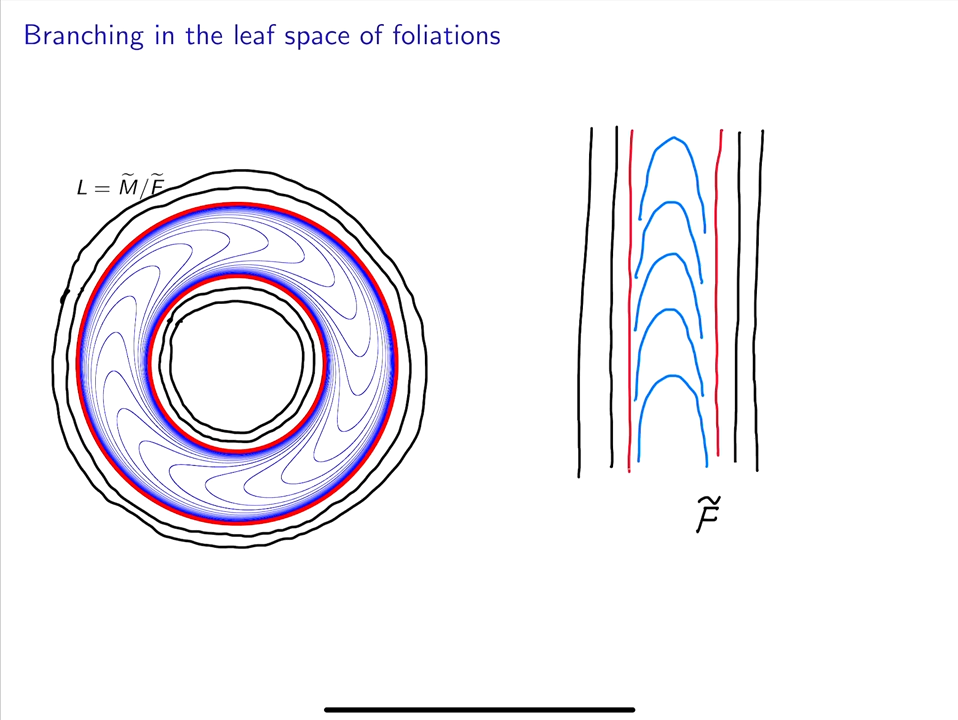 Branching in the leaf space of foliations
L = M̃/F̃
F̃